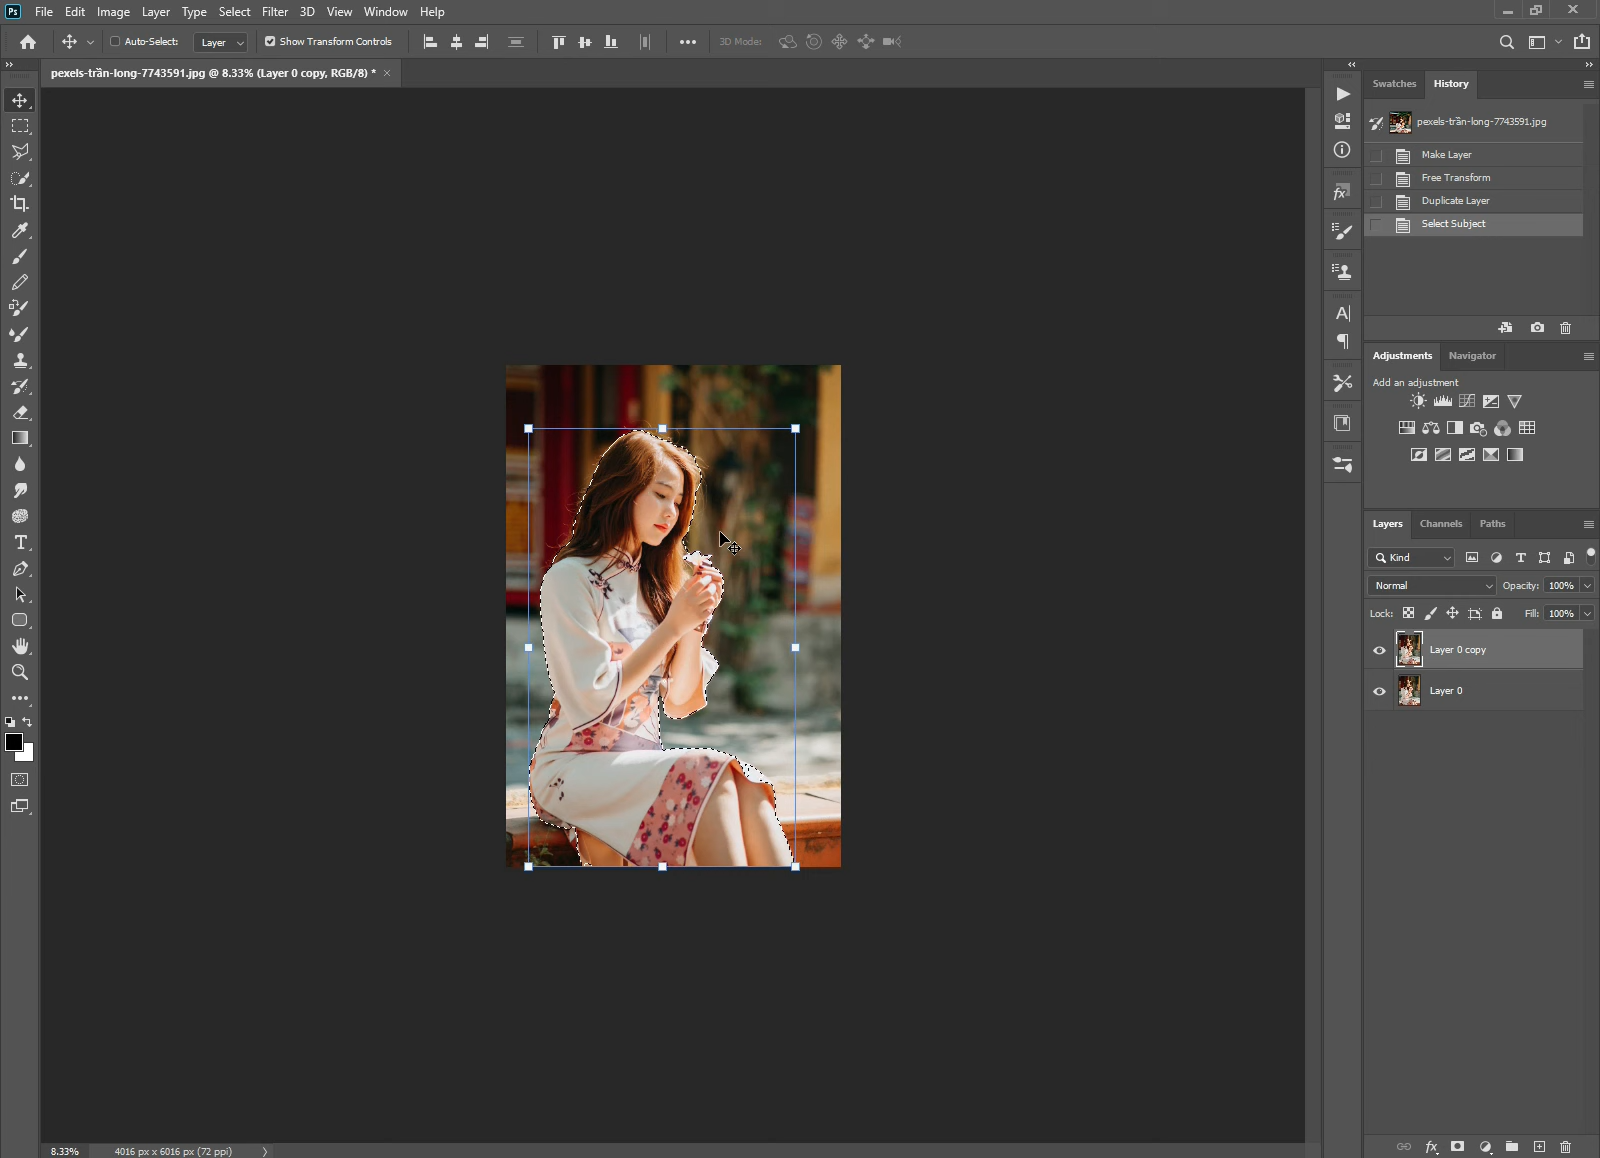 Ps File Edit Image Layer Type Select Filter 3D View Window Help
Auto-Select: Layer Show Transform Controls 3D Mode:
pexels-trần-long-7743591.jpg @ 8.33% (Layer 0 copy, RGB/8) *
Swatches History
pexels-trần-long-7743591.jpg
Make Layer
Free Transform
Duplicate Layer
Select Subject
Adjustments Navigator
Add an adjustment
Layers Channels Paths
Kind
Normal Opacity: 100%
Lock: Fill: 100%
Layer 0 copy
Layer 0
8.33% 4016 px x 6016 px (72 ppi)